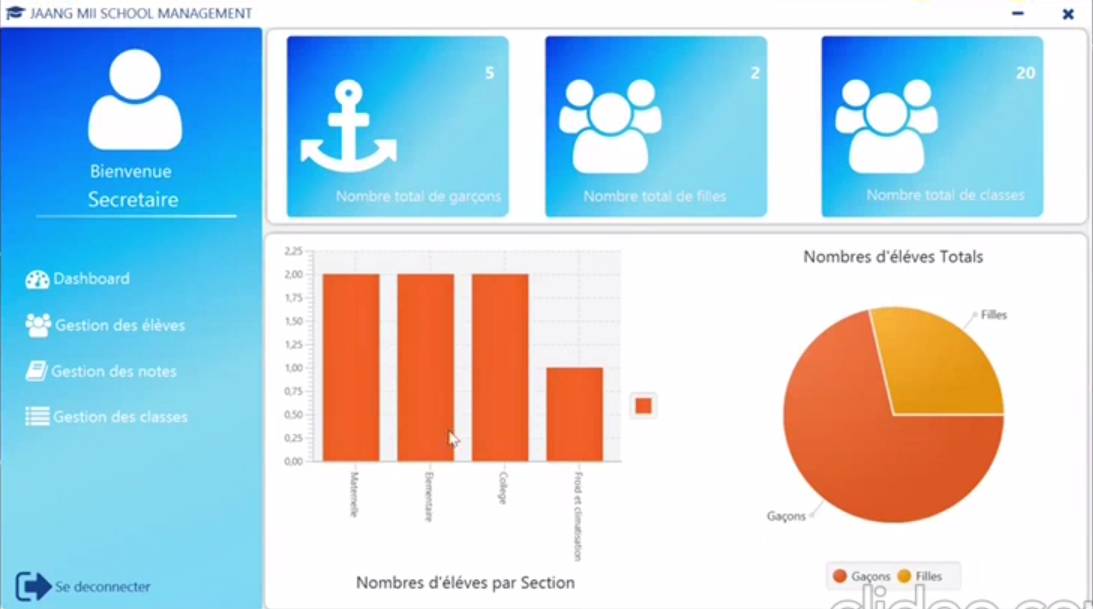 JAANG MII SCHOOL MANAGEMENT
Bienvenue
Secretaire
Dashboard
Gestion des élèves
Gestion des notes
Gestion des classes
Se deconnecter
5
Nombre total de garçons
2
Nombre total de filles
20
Nombre total de classes
2,25
2,00
1,75
1,50
1,25
1,00
0,75
0,50
0,25
0,00
Maternelle
Elementaire
College
Froid et climatisation
Nombres d'éléves par Section
Nombres d'éléves Totals
Filles
Gaçons
Gaçons Filles